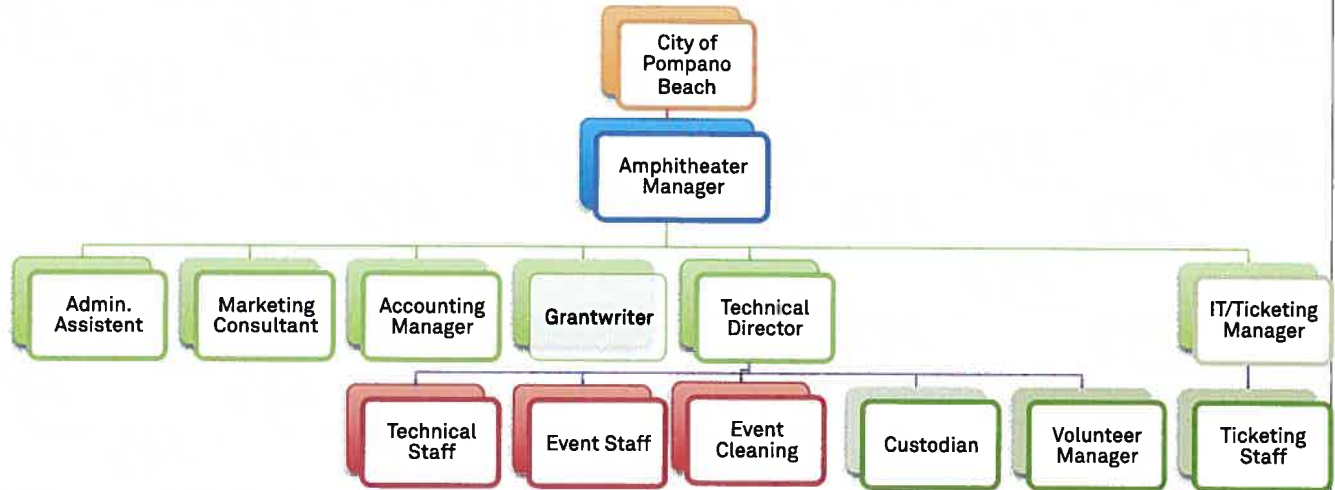 City of
Pompano
Beach
Amphitheater
Manager
Admin.
Assistent
Marketing
Consultant
Accounting
Manager
Grantwriter
Technical
Director
IT/Ticketing
Manager
Technical
Staff
Event Staff
Event
Cleaning
Custodian
Volunteer
Manager
Ticketing
Staff